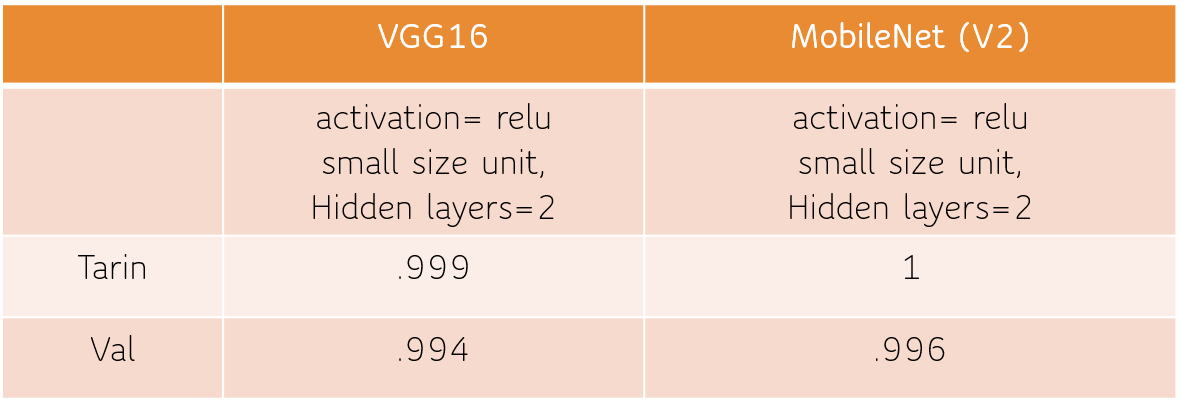 VGG16 MobileNet (V2)
activation= relu activation= relu
small size unit, small size unit,
Hidden layers=2 Hidden layers=2
Tarin .999 1
Val .994 .996